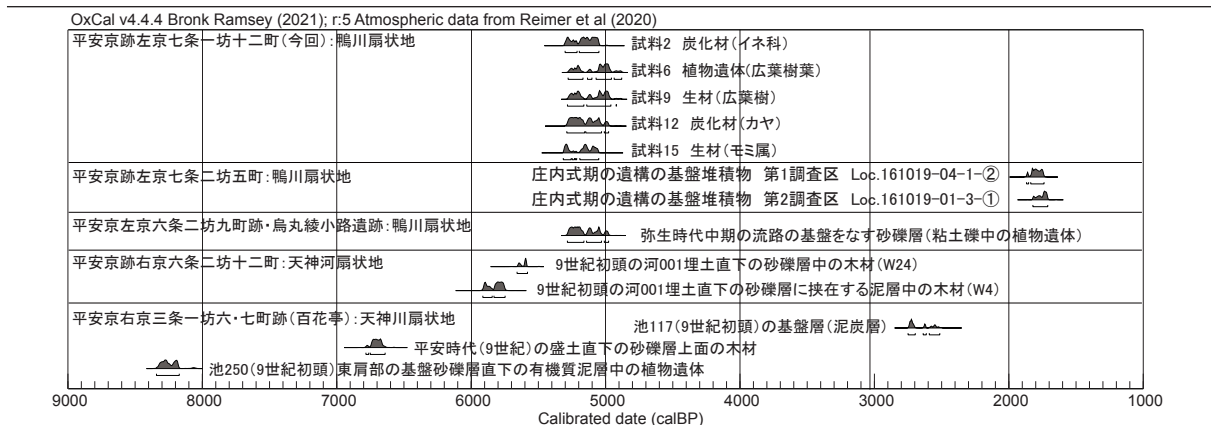 OxCal v4.4.4 Bronk Ramsey (2021); r:5 Atmospheric data from Reimer et al (2020)
平安京跡左京七条一坊十二町(今回):鴨川扇状地
試料2 炭化材(イネ科)
試料6 植物遺体(広葉樹葉)
試料9 生材(広葉樹)
試料12 炭化材(カヤ)
試料15 生材(モミ属)
平安京跡左京七条二坊五町:鴨川扇状地
庄内式期の遺構の基盤堆積物 第1調査区 Loc.161019-04-1-②
庄内式期の遺構の基盤堆積物 第2調査区 Loc.161019-01-3-①
平安京左京六条二坊九町跡・烏丸綾小路遺跡:鴨川扇状地
弥生時代中期の流路の基盤をなす砂礫層(粘土礫中の植物遺体)
平安京跡右京六条二坊十二町:天神河扇状地
9世紀初頭の河001埋土直下の砂礫層中の木材(W24)
9世紀初頭の河001埋土直下の砂礫層に挟在する泥層中の木材(W4)
平安京右京三条一坊六・七町跡(百花亭):天神川扇状地
池117(9世紀初頭)の基盤層(泥炭層)
平安時代(9世紀)の盛土直下の砂礫層上面の木材
池250(9世紀初頭)東肩部の基盤砂礫層直下の有機質泥層中の植物遺体
9000 8000 7000 6000 5000 4000 3000 2000 1000
Calibrated date (calBP)